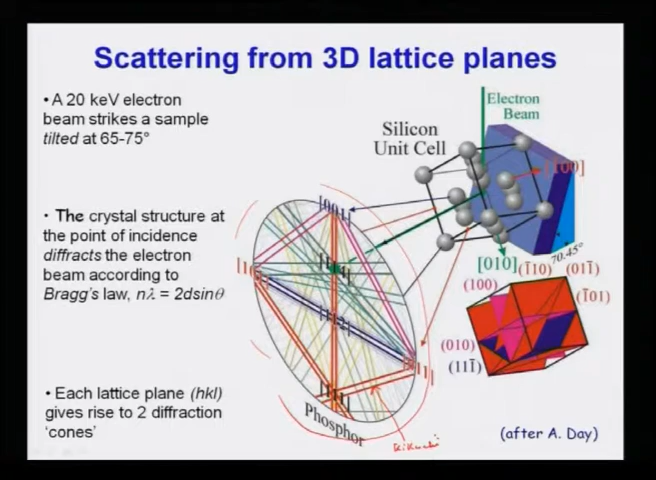 Scattering from 3D lattice planes
• A 20 keV electron
beam strikes a sample
tilted at 65-75°
• The crystal structure at
the point of incidence
diffracts the electron
beam according to
Bragg's law, nλ = 2dsinθ
• Each lattice plane (hkl)
gives rise to 2 diffraction
'cones'
Electron
Beam
Silicon
Unit Cell
[001]
[010]
70.45°
(1̄10) (011̄)
(100)
(1̄01)
(010)
(111̄)
Phosphor
Kikuchi
(after A. Day)